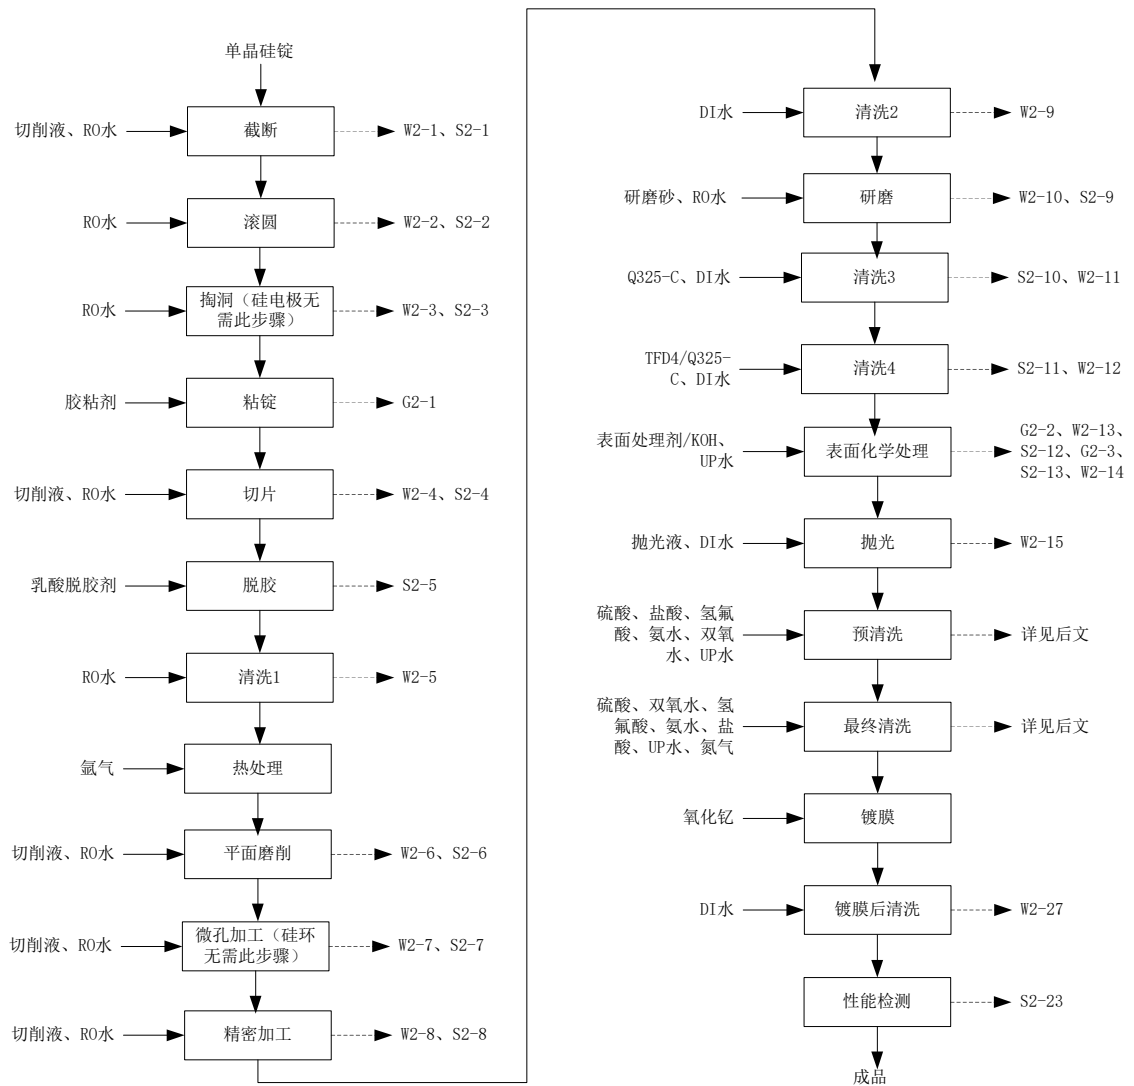 单晶硅锭
切削液、RO水
截断
W2-1、S2-1
RO水
滚圆
W2-2、S2-2
RO水
掏洞（硅电极无
需此步骤）
W2-3、S2-3
胶粘剂
粘锭
G2-1
切削液、RO水
切片
W2-4、S2-4
乳酸脱胶剂
脱胶
S2-5
RO水
清洗1
W2-5
氩气
热处理
切削液、RO水
平面磨削
W2-6、S2-6
切削液、RO水
微孔加工（硅环
无需此步骤）
W2-7、S2-7
切削液、RO水
精密加工
W2-8、S2-8
DI水
清洗2
W2-9
研磨砂、RO水
研磨
W2-10、S2-9
Q325-C、DI水
清洗3
S2-10、W2-11
TFD4/Q325-
C、DI水
清洗4
S2-11、W2-12
表面处理剂/KOH、
UP水
表面化学处理
G2-2、W2-13、
S2-12、G2-3、
S2-13、W2-14
抛光液、DI水
抛光
W2-15
硫酸、盐酸、氢氟
酸、氨水、双氧
水、UP水
预清洗
详见后文
硫酸、双氧水、氢
氟酸、氨水、盐
酸、UP水、氮气
最终清洗
详见后文
氧化钇
镀膜
DI水
镀膜后清洗
W2-27
性能检测
S2-23
成品